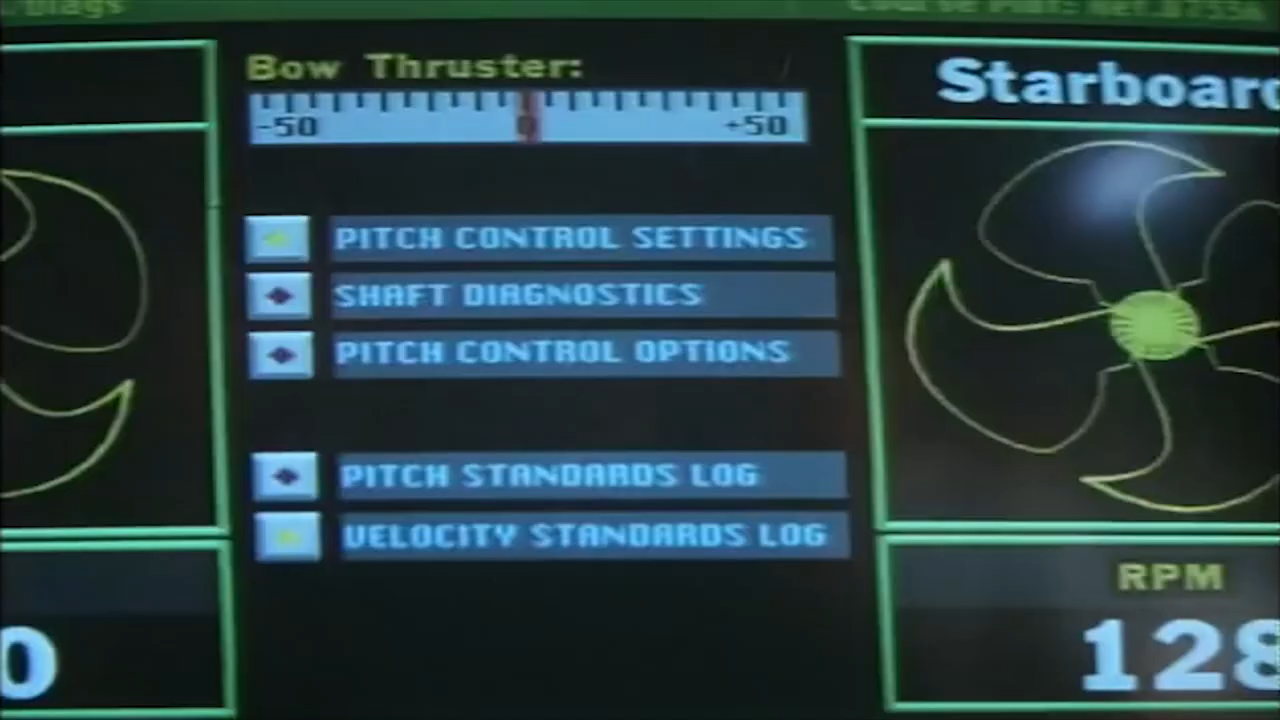 Diags
Bow Thruster:
-50 0 +50
PITCH CONTROL SETTINGS
SHAFT DIAGNOSTICS
PITCH CONTROL OPTIONS
PITCH STANDARDS LOG
VELOCITY STANDARDS LOG
Starboard
RPM
128
0